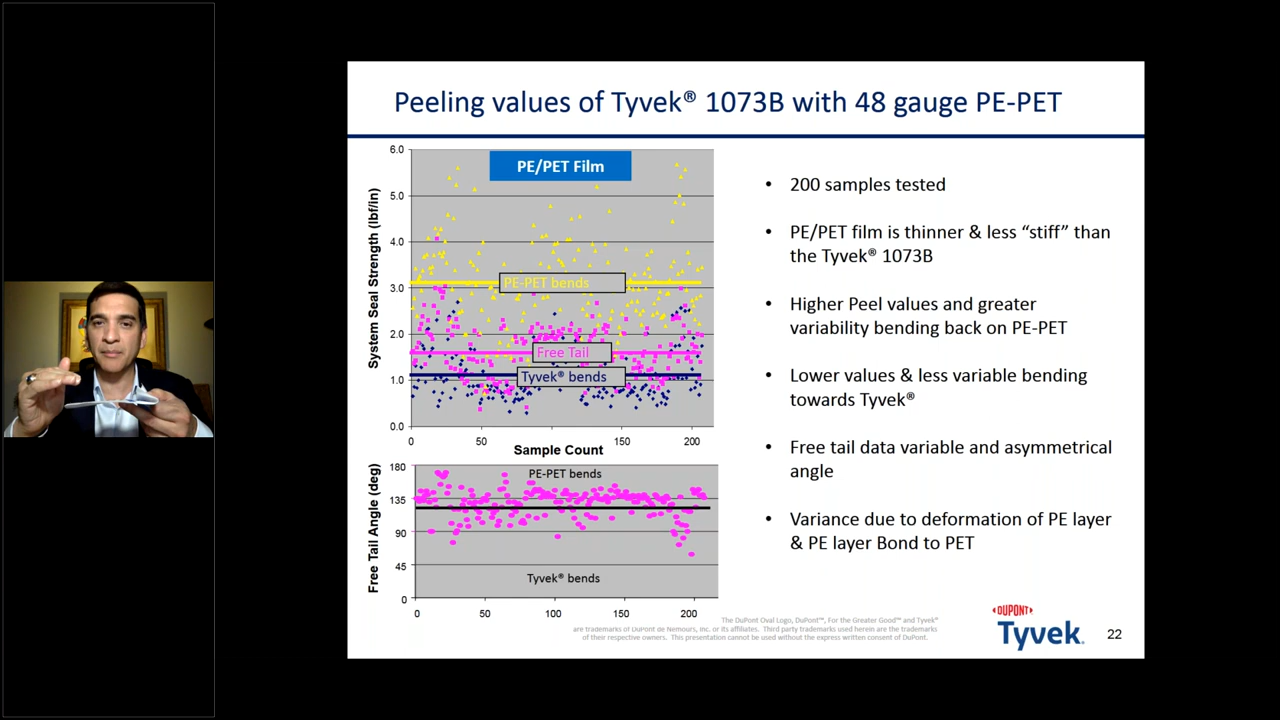 Peeling values of Tyvek® 1073B with 48 gauge PE-PET
System Seal Strength (lbf/in)
6.0
5.0
4.0
3.0
2.0
1.0
0.0
PE/PET Film
PE-PET bends
Free Tail
Tyvek® bends
0
50
150
200
Sample Count
Free Tail Angle (deg)
180
135
90
45
0
PE-PET bends
Tyvek® bends
0
50
100
150
200
• 200 samples tested
• PE/PET film is thinner & less “stiff” than
the Tyvek® 1073B
• Higher Peel values and greater
variability bending back on PE-PET
• Lower values & less variable bending
towards Tyvek®
• Free tail data variable and asymmetrical
angle
• Variance due to deformation of PE layer
& PE layer Bond to PET
The DuPont Oval Logo, DuPont™, For the Greater Good™ and Tyvek®
are trademarks of DuPont de Nemours, Inc. or its affiliates. Third party trademarks used herein are the trademarks
of their respective owners. This presentation cannot be used without the express written consent of DuPont.
DUPONT
Tyvek®
22